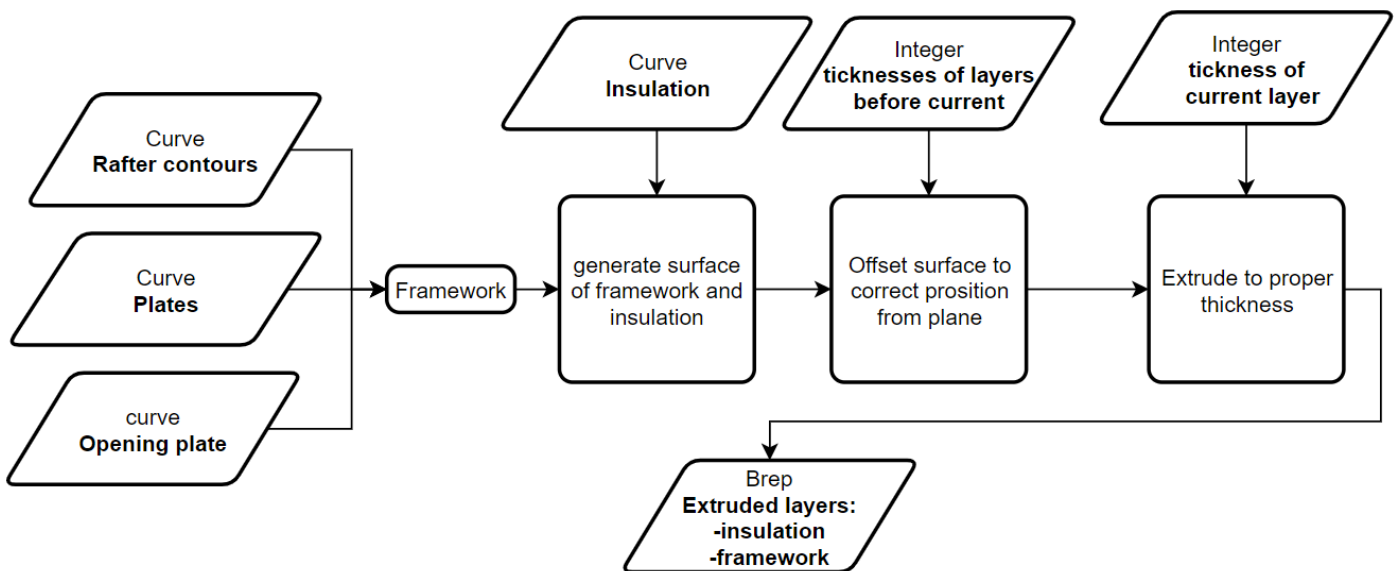 Curve
Rafter contours
Curve
Plates
curve
Opening plate
Framework
Curve
Insulation
generate surface
of framework and
insulation
Integer
ticknesses of layers
before current
Offset surface to
correct prosition
from plane
Integer
tickness of
current layer
Extrude to proper
thickness
Brep
Extruded layers:
-insulation
-framework